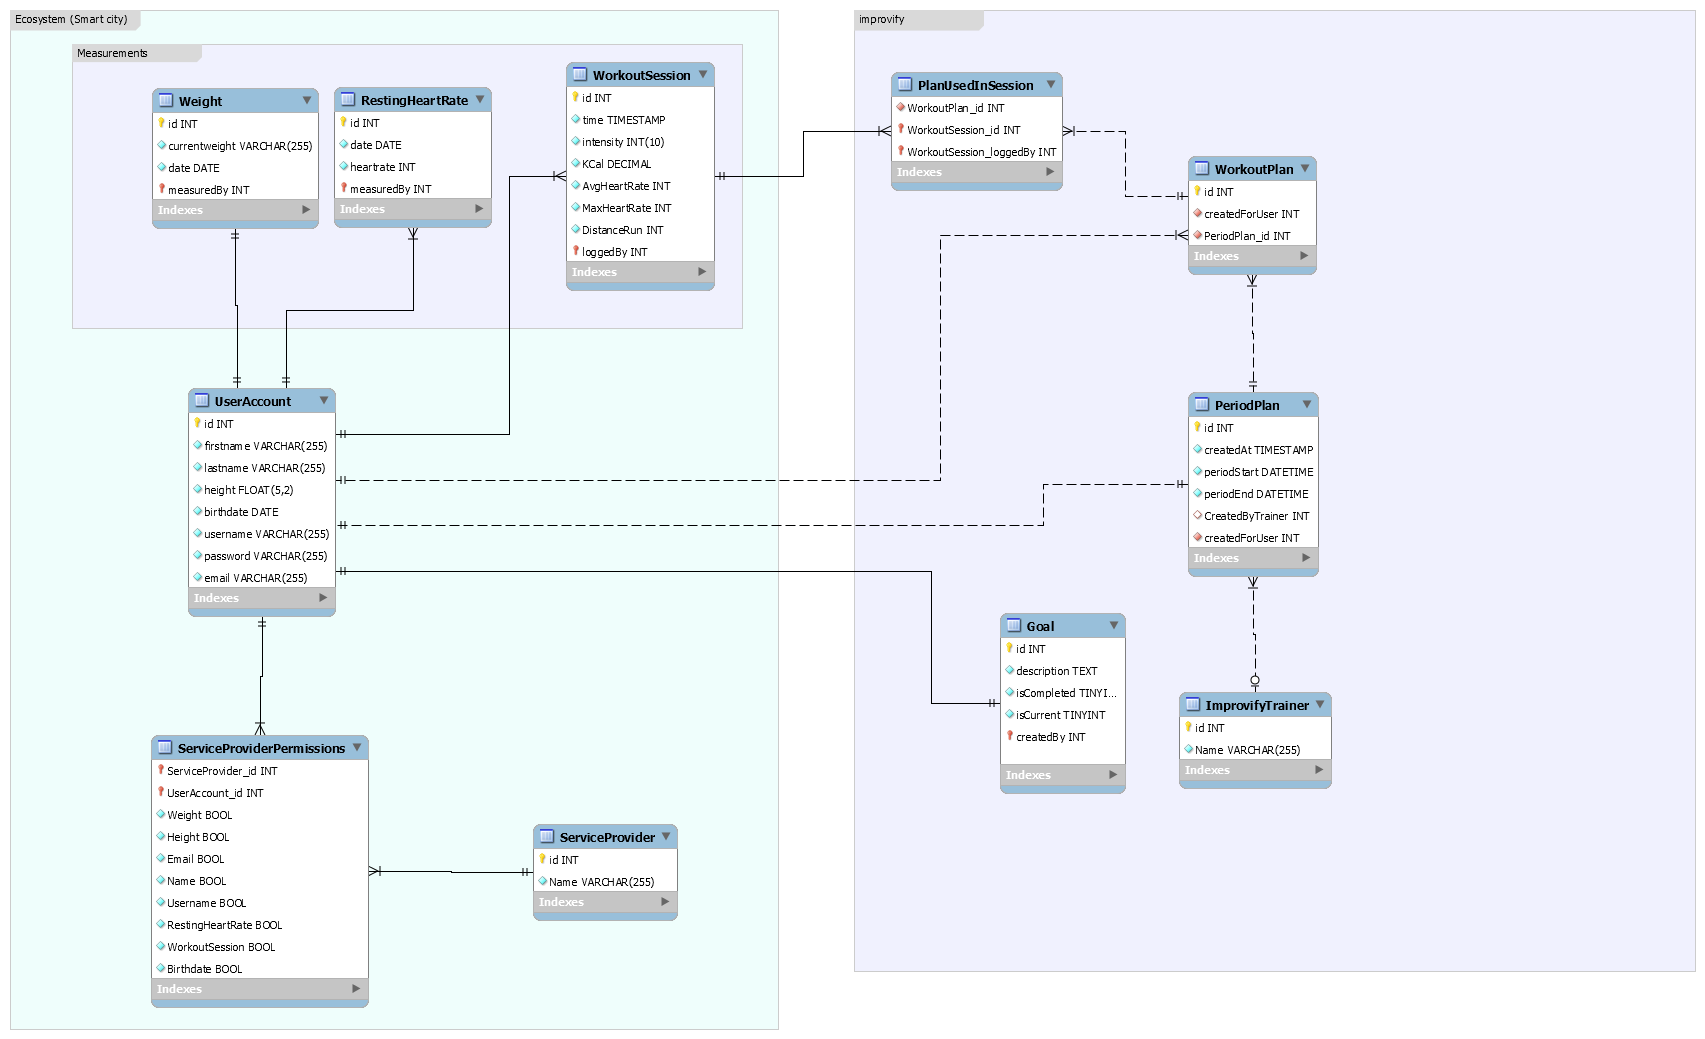 Ecosystem (Smart city)
Measurements
Weight
id INT
currentweight VARCHAR(255)
date DATE
measuredBy INT
Indexes
RestingHeartRate
id INT
date DATE
heartrate INT
measuredBy INT
Indexes
WorkoutSession
id INT
time TIMESTAMP
intensity INT(10)
KCal DECIMAL
AvgHeartRate INT
MaxHeartRate INT
DistanceRun INT
loggedBy INT
Indexes
UserAccount
id INT
firstname VARCHAR(255)
lastname VARCHAR(255)
height FLOAT(5,2)
birthdate DATE
username VARCHAR(255)
password VARCHAR(255)
email VARCHAR(255)
Indexes
ServiceProviderPermissions
ServiceProvider_id INT
UserAccount_id INT
Weight BOOL
Height BOOL
Email BOOL
Name BOOL
Username BOOL
RestingHeartRate BOOL
WorkoutSession BOOL
Birthdate BOOL
Indexes
ServiceProvider
id INT
Name VARCHAR(255)
Indexes
improvify
PlanUsedInSession
WorkoutPlan_id INT
WorkoutSession_id INT
WorkoutSession_loggedBy INT
Indexes
WorkoutPlan
id INT
createdForUser INT
PeriodPlan_id INT
Indexes
PeriodPlan
id INT
createdAt TIMESTAMP
periodStart DATETIME
periodEnd DATETIME
CreatedByTrainer INT
createdForUser INT
Indexes
Goal
id INT
description TEXT
isCompleted TINYI...
isCurrent TINYINT
createdBy INT
Indexes
ImprovifyTrainer
id INT
Name VARCHAR(255)
Indexes